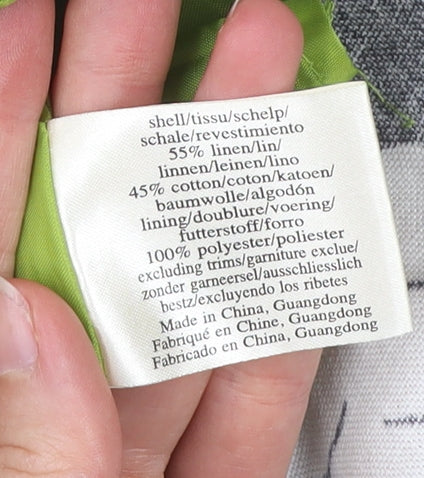 shell/tissu/schelp/
schale/revestimiento
55% linen/lin/
linnen/leinen/lino
45% cotton/coton/katoen/
baumwolle/algodón
lining/doublure/voering/
futterstoff/forro
100% polyester/poliester
excluding trims/garniture exclue/
zonder garneersel/ausschliesslich
bestz/excluyendo los ribetes
Made in China, Guangdong
Fabriqué en Chine, Guangdong
Fabricado en China, Guangdong